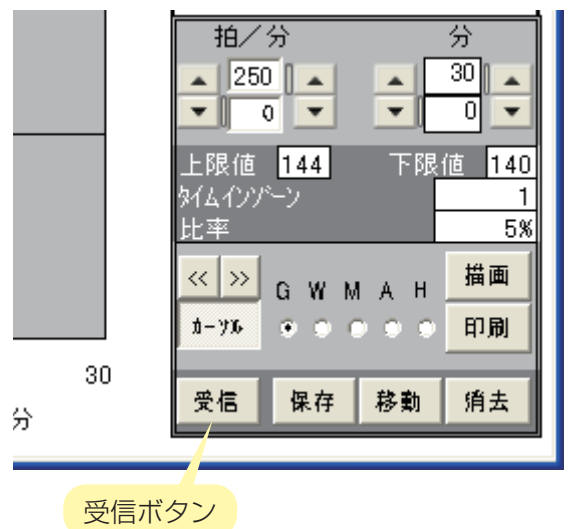 拍／分 分
250 30
0 0
上限値 144 下限値 140
ﾀｲﾑｲﾝｿﾞｰﾝ 1
比率 5%
<< >> G W M A H 描画
ｶｰｿﾙ 印刷
30
分
受信 保存 移動 消去
受信ボタン